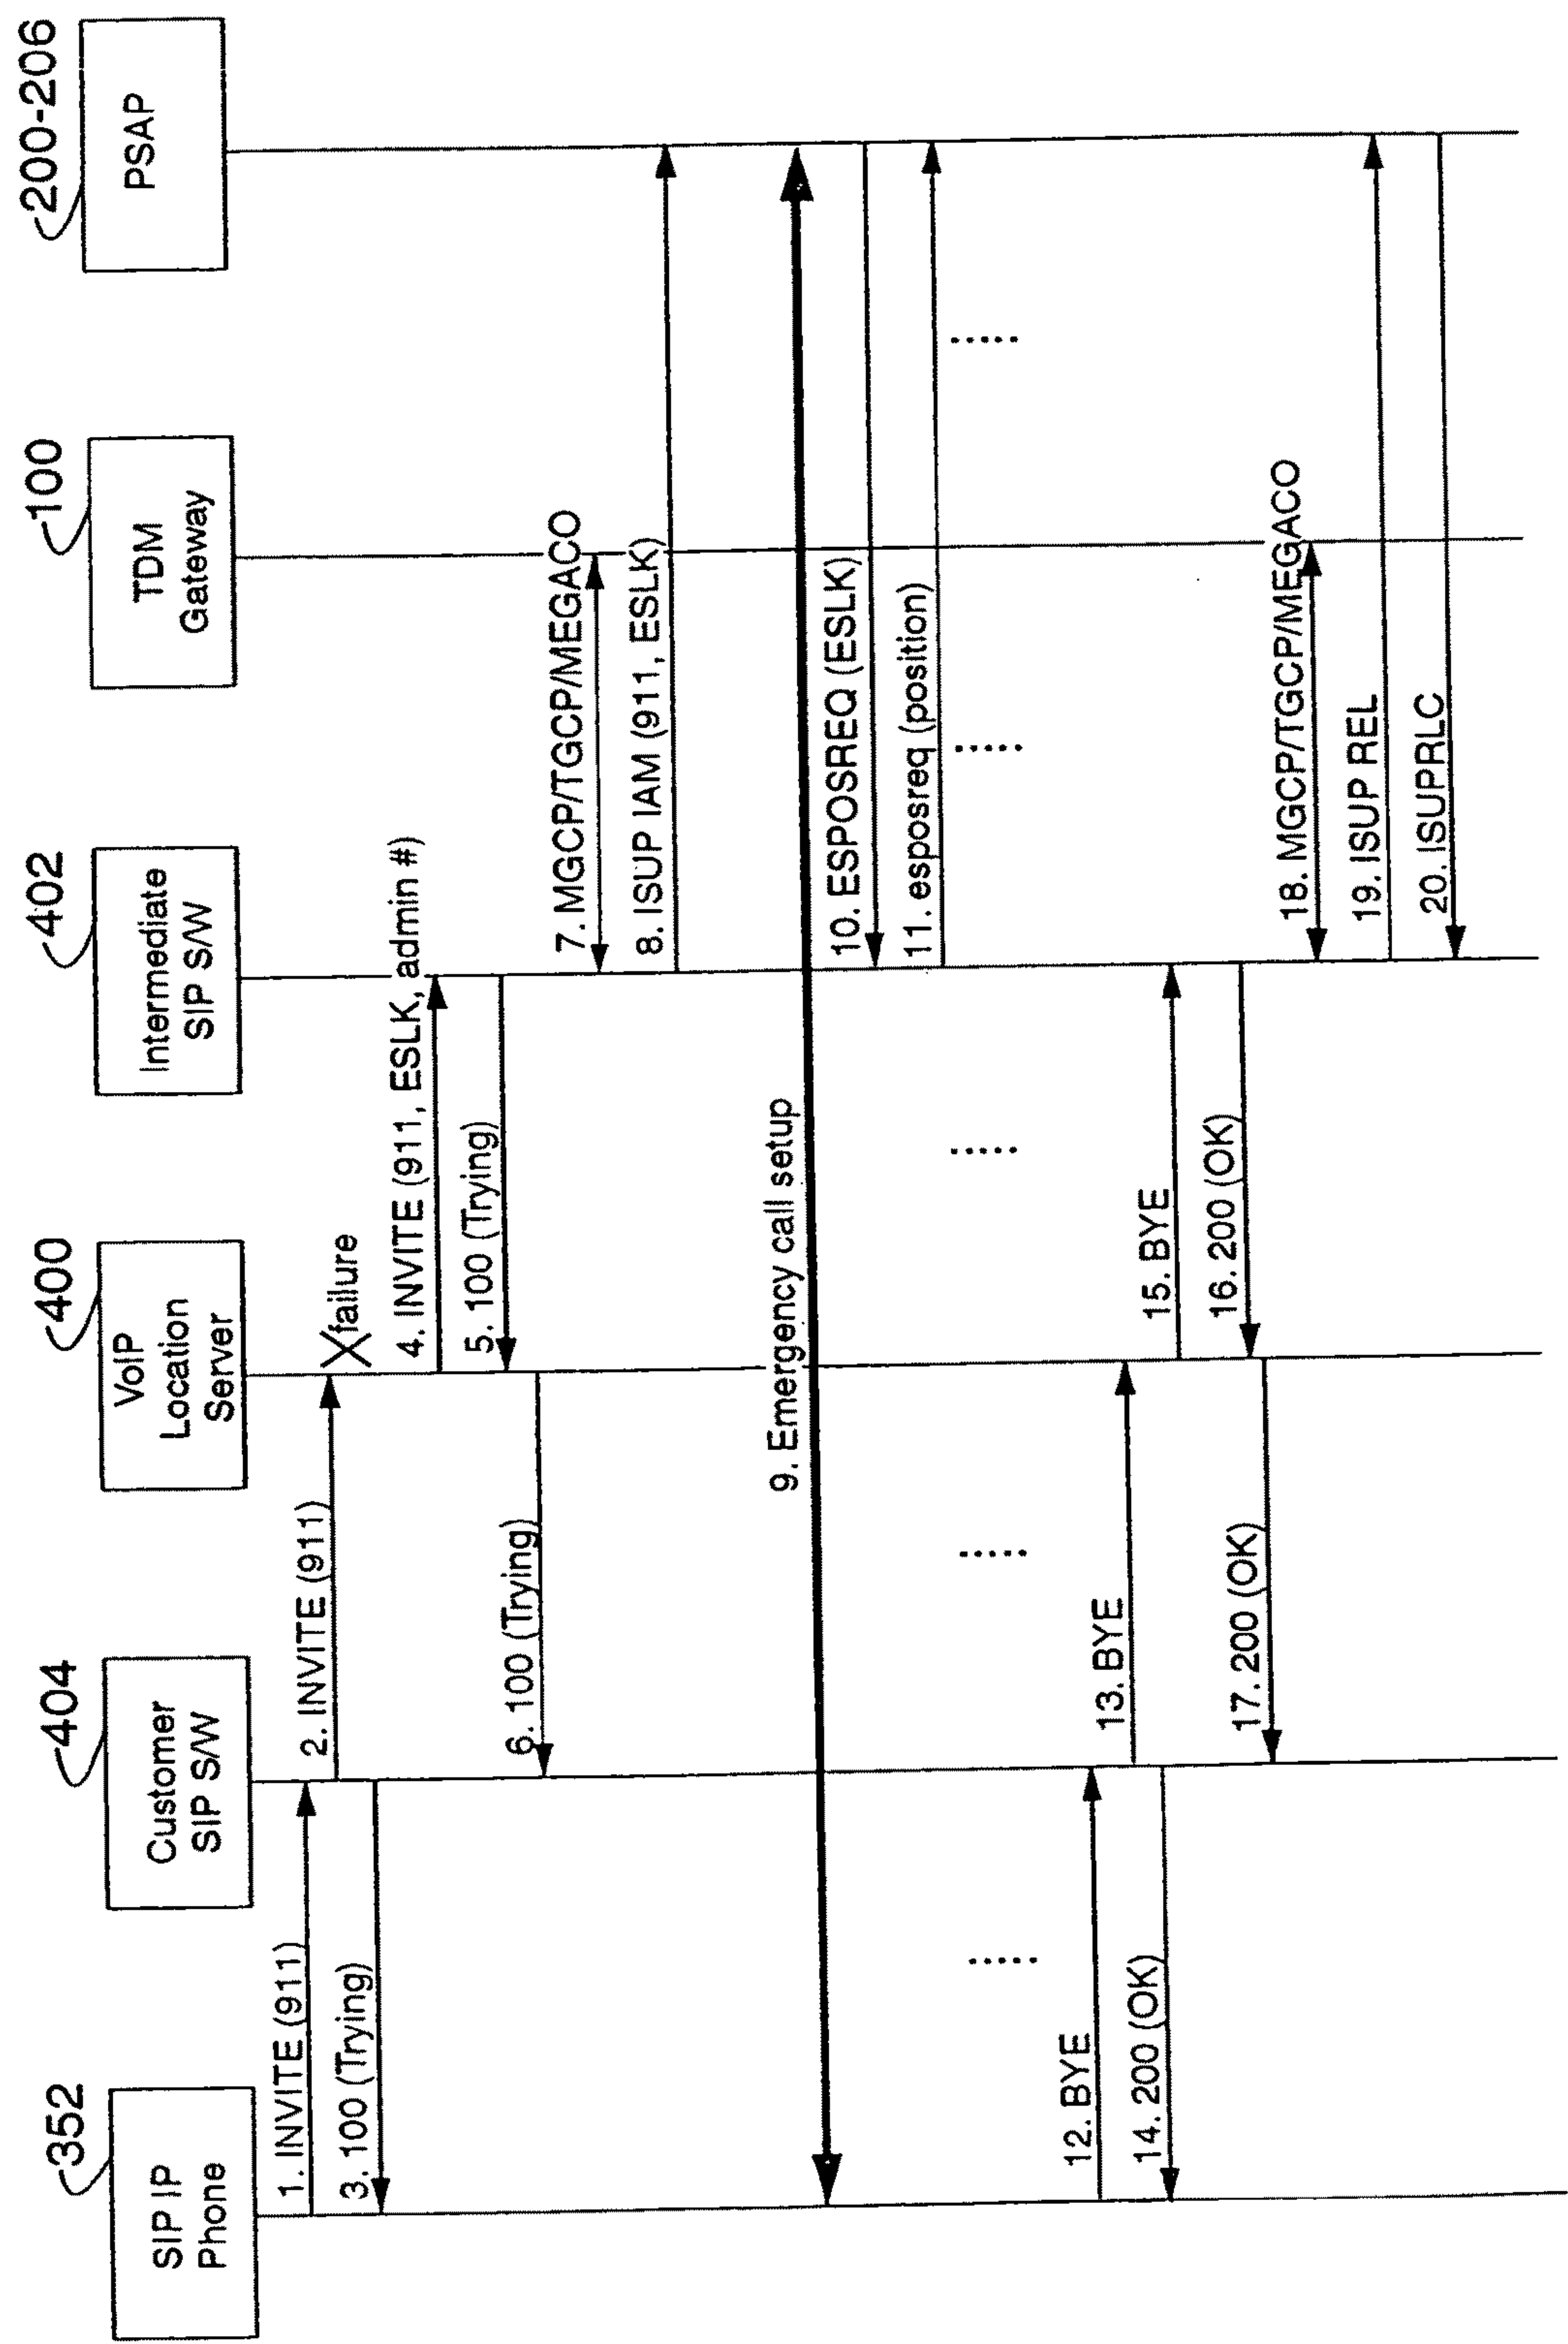 352
SIP IP
Phone
404
Customer
SIP S/W
400
VoIP
Location
Server
402
Intermediate
SIP S/W
100
TDM
Gateway
200-206
PSAP
1. INVITE (911)
2. INVITE (911)
failure
3. 100 (Trying)
4. INVITE (911, ESLK, admin #)
5. 100 (Trying)
6. 100 (Trying)
7. MGCP/TGCP/MEGACO
8. ISUP IAM (911, ESLK)
9. Emergency call setup
10. ESPOSREQ (ESLK)
11. esposreq (position)
12. BYE
13. BYE
14. 200 (OK)
15. BYE
16. 200 (OK)
17. 200 (OK)
18. MGCP/TGCP/MEGACO
19. ISUP REL
20. ISUPRLC